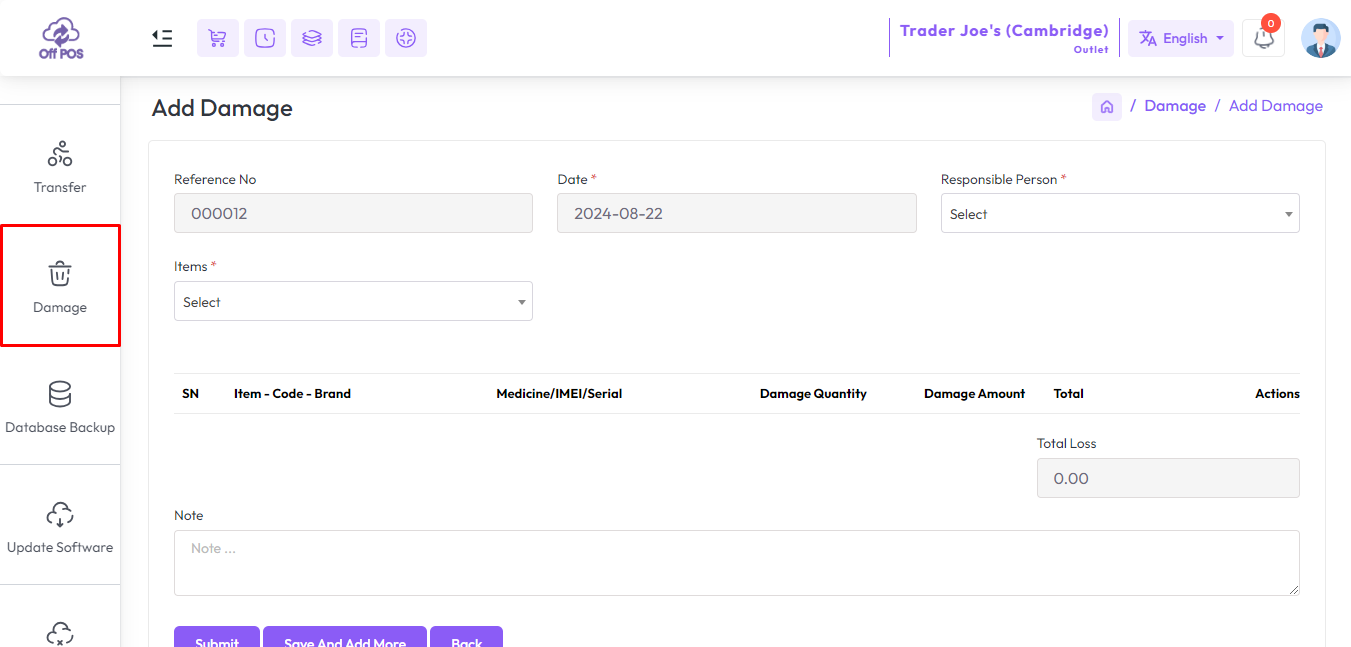 Off POS
Trader Joe's (Cambridge)
Outlet
English
0
Add Damage
/ Damage / Add Damage
Transfer
Damage
Database Backup
Update Software
Reference No
Date *
Responsible Person *
000012
2024-08-22
Select
Items *
Select
SN Item - Code - Brand Medicine/IMEI/Serial Damage Quantity Damage Amount Total Actions
Total Loss
0.00
Note
Note ...
Submit
Save And Add More
Back